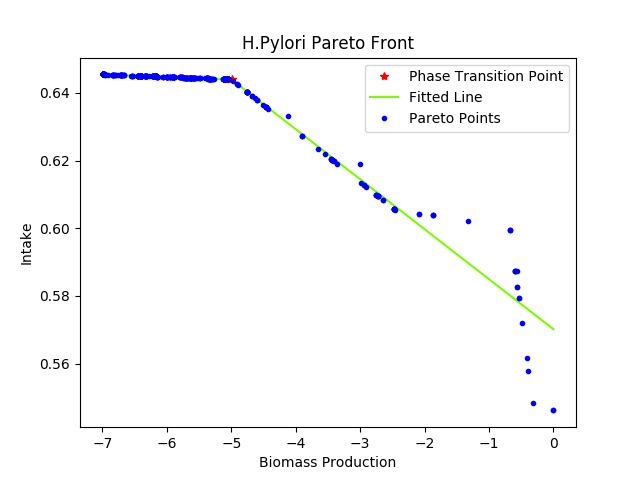 H.Pylori Pareto Front
Phase Transition Point
Fitted Line
Pareto Points
Intake
0.64
0.62
0.60
0.58
0.56
−7 −6 −5 −4 −3 −2 −1 0
Biomass Production